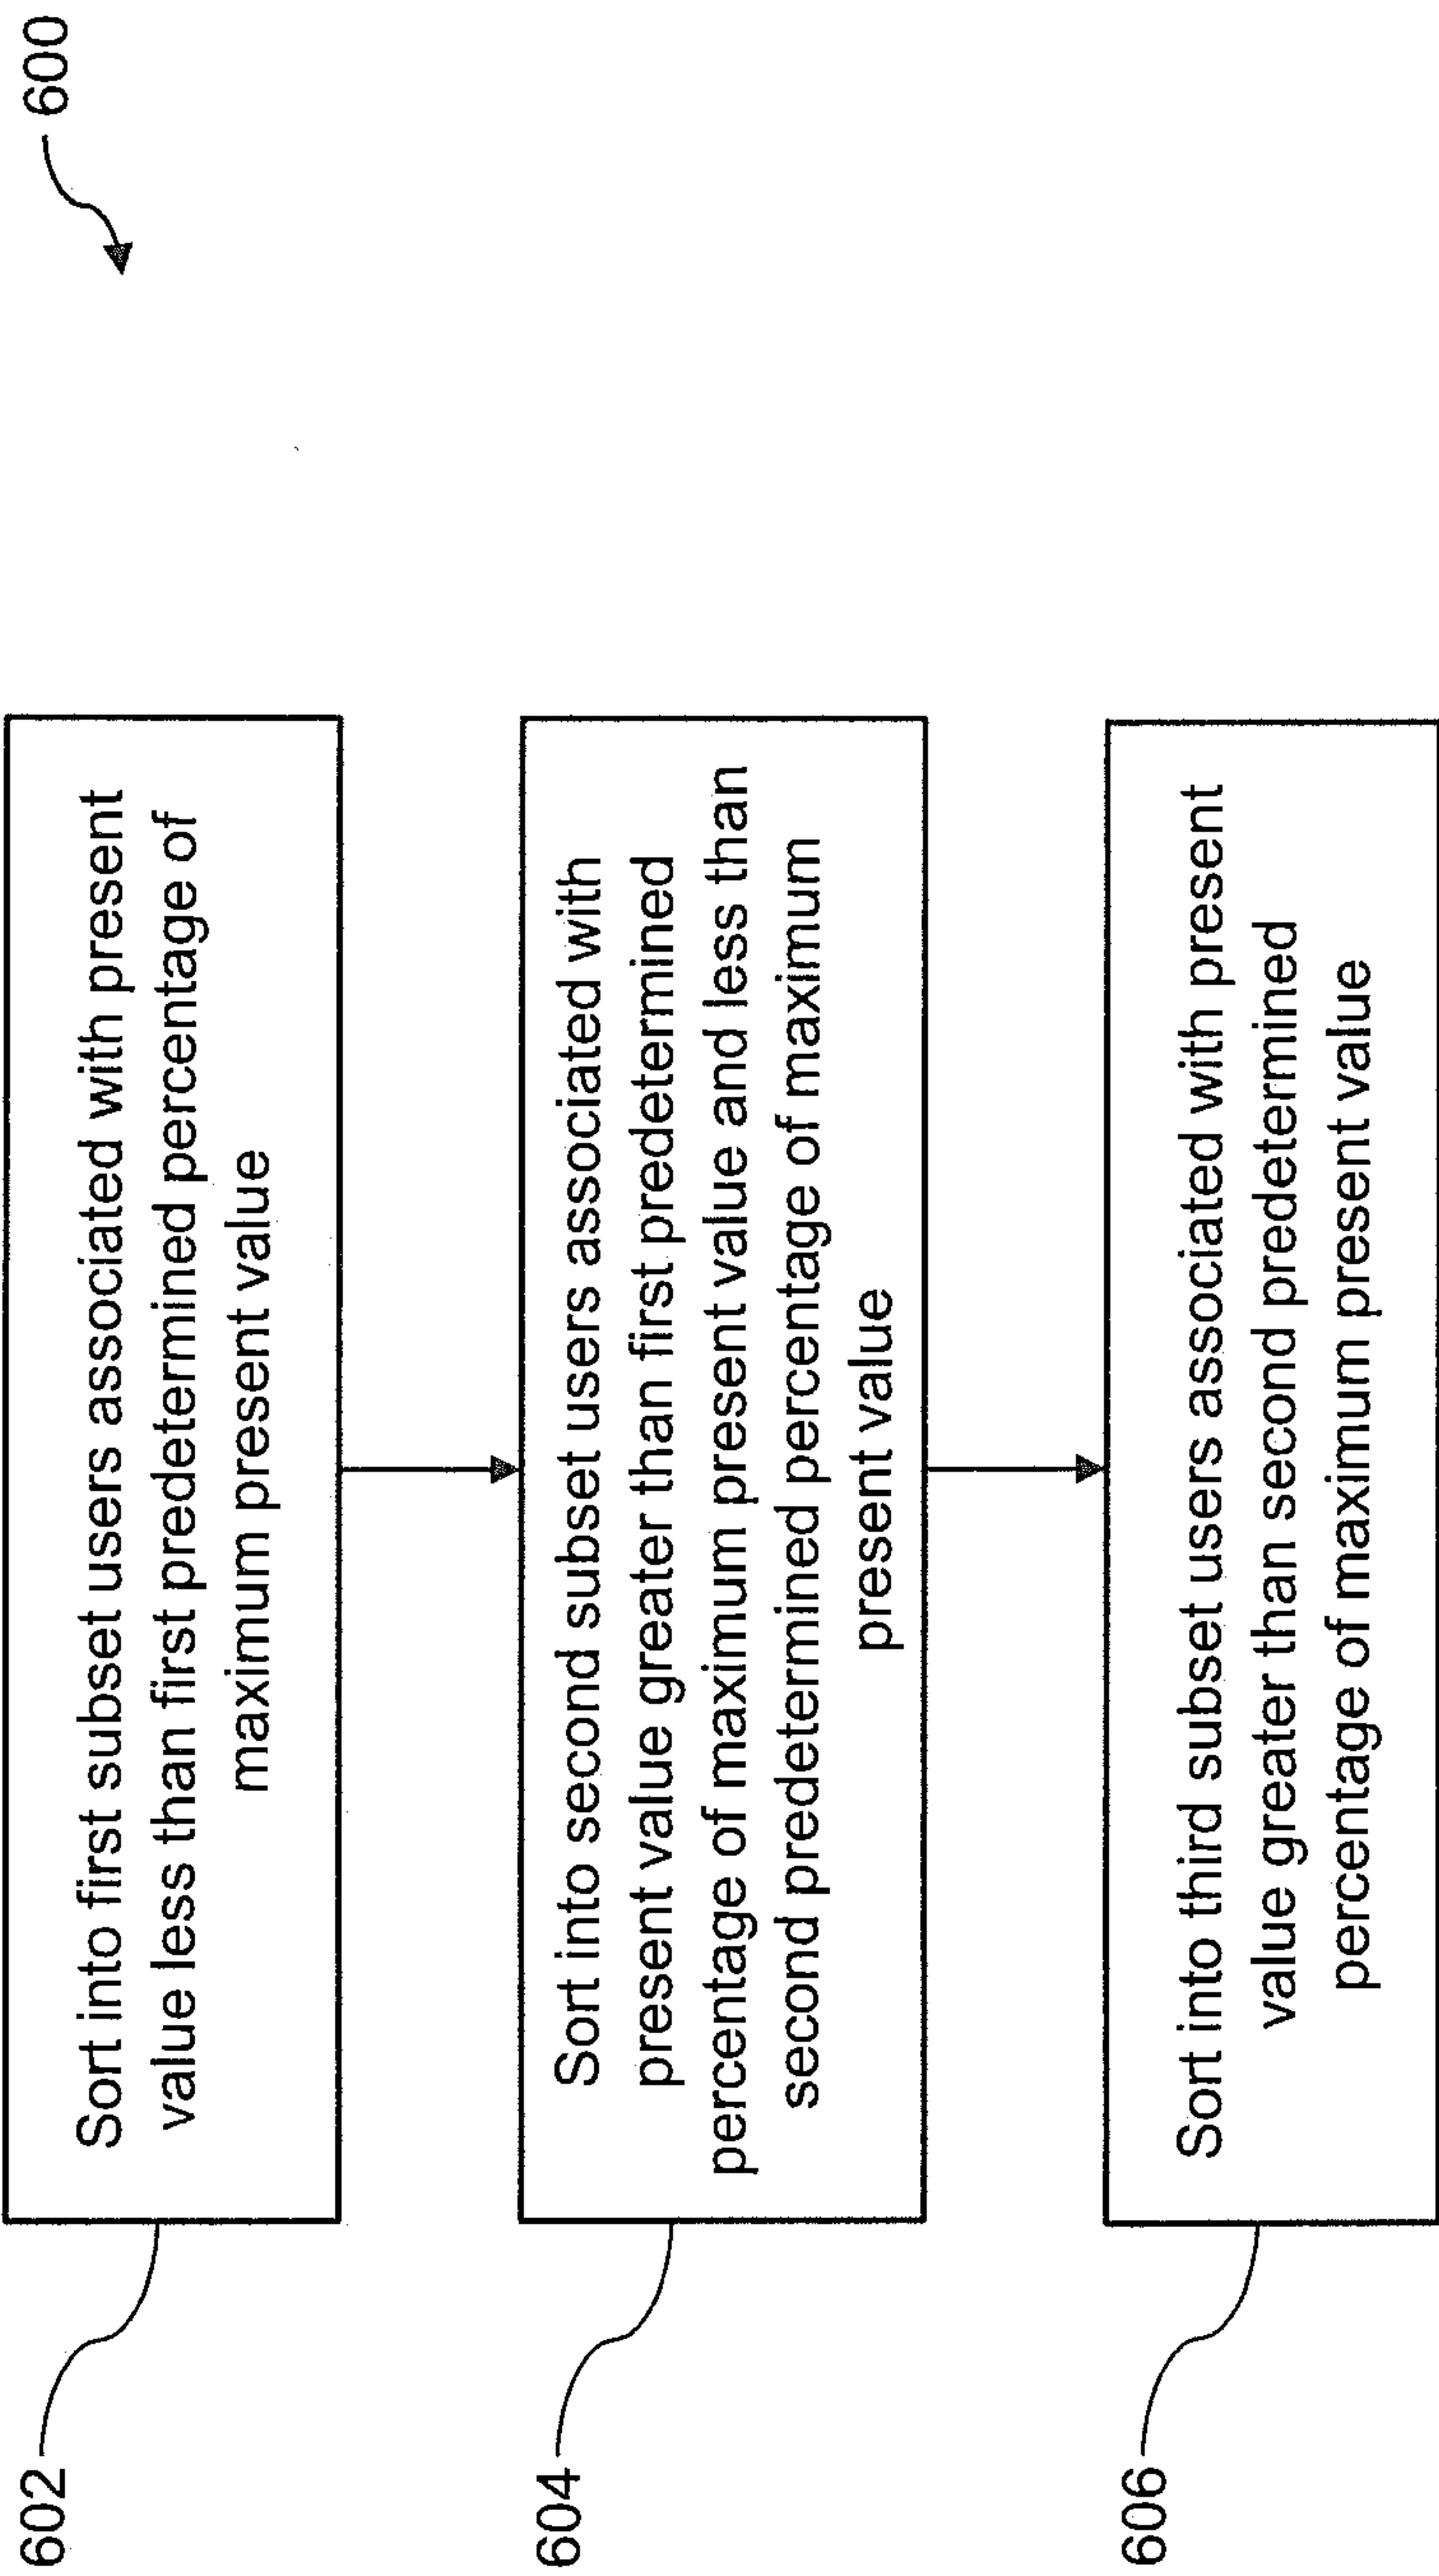 600
602
Sort into first subset users associated with present
value less than first predetermined percentage of
maximum present value
604
Sort into second subset users associated with
present value greater than first predetermined
percentage of maximum present value and less than
second predetermined percentage of maximum
present value
606
Sort into third subset users associated with present
value greater than second predetermined
percentage of maximum present value